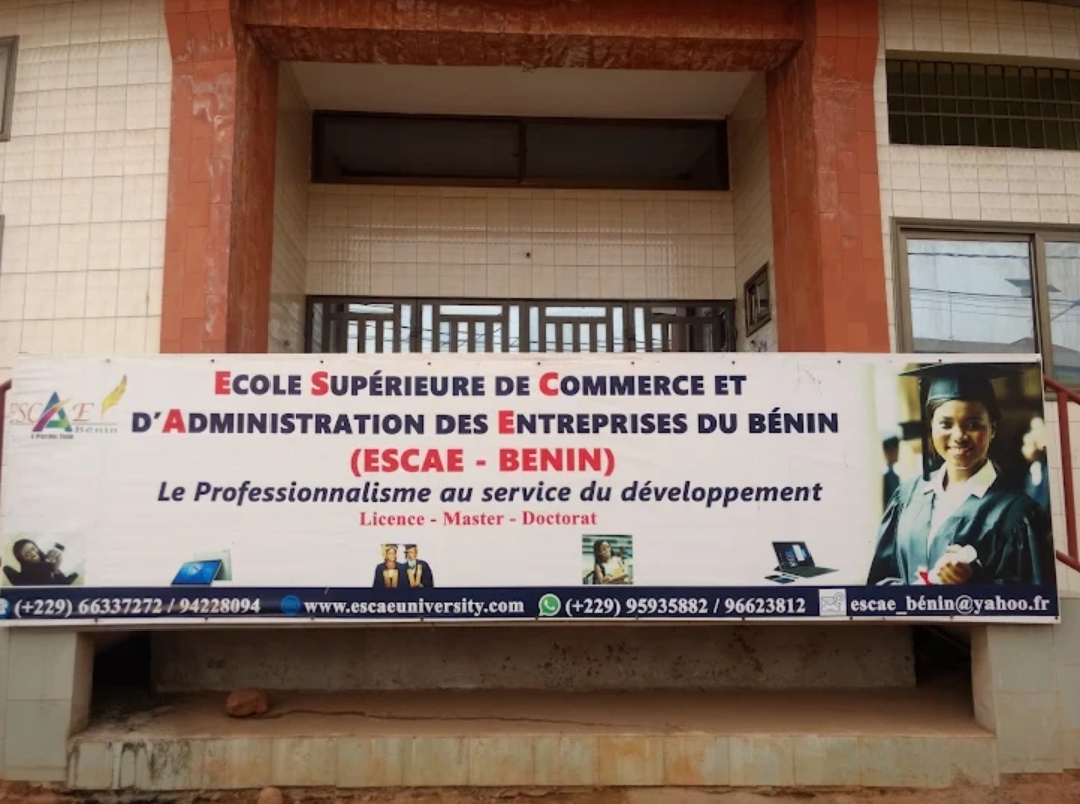 ESCAE
Bénin
ECOLE SUPÉRIEURE DE COMMERCE ET
D'ADMINISTRATION DES ENTREPRISES DU BÉNIN
(ESCAE - BENIN)
Le Professionnalisme au service du développement
Licence - Master - Doctorat
(+229) 66337272 / 94228094 www.escaeuniversity.com (+229) 95935882 / 96623812 escae_bénin@yahoo.fr